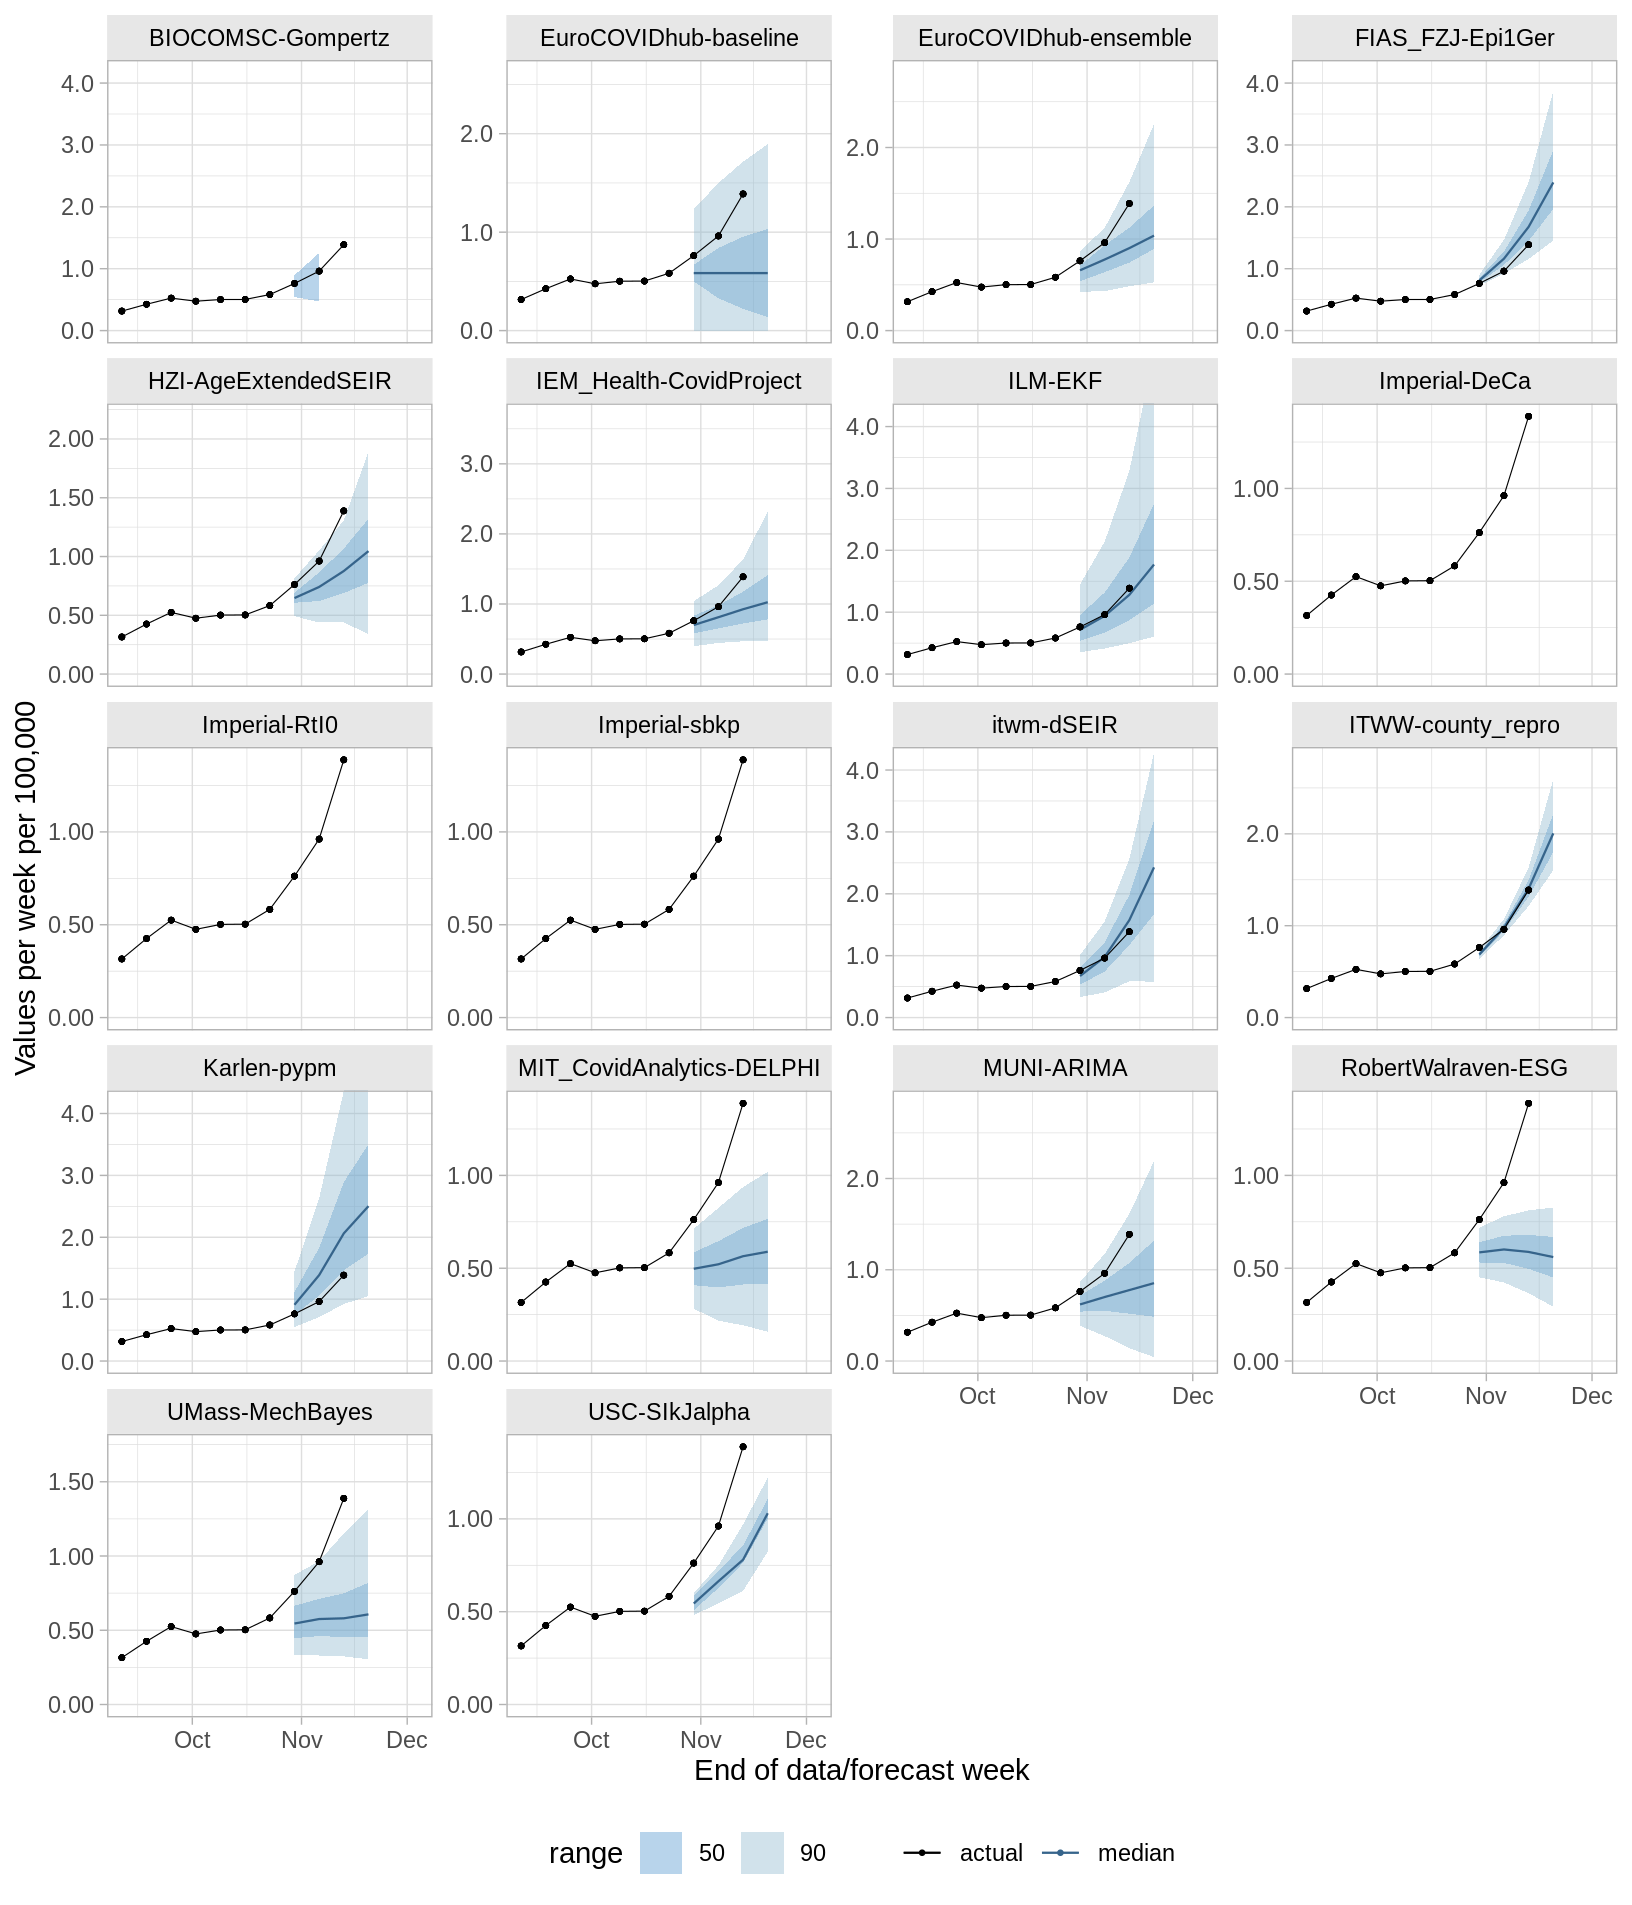 BIOCOMSC-Gompertz EuroCOVIDhub-baseline EuroCOVIDhub-ensemble FIAS_FZJ-Epi1Ger
4.0 3.0 2.0 1.0 0.0
2.0 1.0 0.0
2.0 1.0 0.0
4.0 3.0 2.0 1.0 0.0
HZI-AgeExtendedSEIR IEM_Health-CovidProject ILM-EKF Imperial-DeCa
2.00 1.50 1.00 0.50 0.00
3.0 2.0 1.0 0.0
4.0 3.0 2.0 1.0 0.0
1.00 0.50 0.00
Values per week per 100,000
Imperial-RtI0 Imperial-sbkp itwm-dSEIR ITWW-county_repro
1.00 0.50 0.00
1.00 0.50 0.00
4.0 3.0 2.0 1.0 0.0
2.0 1.0 0.0
Karlen-pypm MIT_CovidAnalytics-DELPHI MUNI-ARIMA RobertWalraven-ESG
4.0 3.0 2.0 1.0 0.0
1.00 0.50 0.00
2.0 1.0 0.0
1.00 0.50 0.00
Oct Nov Dec Oct Nov Dec
UMass-MechBayes USC-SIkJalpha
1.50 1.00 0.50 0.00
1.00 0.50 0.00
Oct Nov Dec Oct Nov Dec
End of data/forecast week
range 50 90 actual median